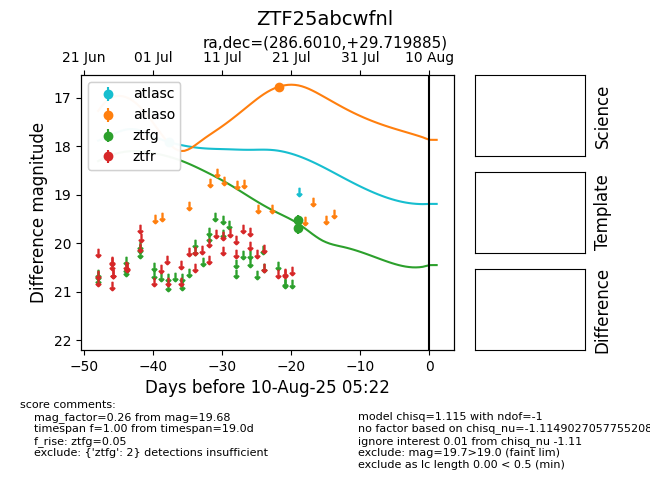 ZTF25abcwfnl
ra,dec=(286.6010,+29.719885)
21 Jun 01 Jul 11 Jul 21 Jul 31 Jul 10 Aug
atlasc
atlaso
ztfg
ztfr
17
18
19
20
21
22
Difference magnitude
−50 −40 −30 −20 −10 0
Days before 10-Aug-25 05:22
Science
Template
Difference
score comments:
mag_factor=0.26 from mag=19.68
timespan f=1.00 from timespan=19.0d
f_rise: ztfg=0.05
exclude: {'ztfg': 2} detections insufficient
model chisq=1.115 with ndof=-1
no factor based on chisq_nu=-1.1149027057755208
ignore interest 0.01 from chisq_nu -1.11
exclude: mag=19.7>19.0 (faint lim)
exclude as lc length 0.00 < 0.5 (min)